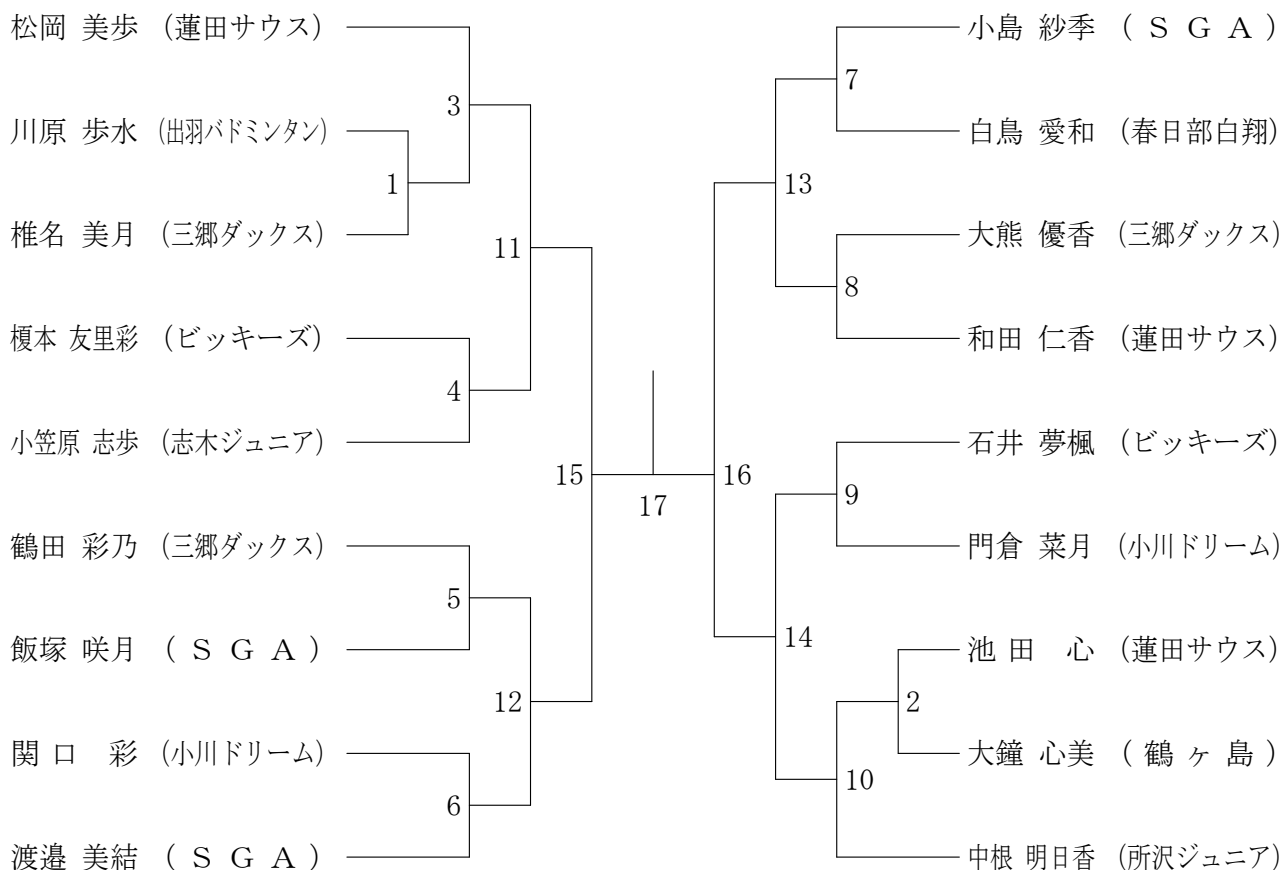 松岡 美歩 (蓮田サウス)
川原 歩水 (出羽バドミンタン)
椎名 美月 (三郷ダックス)
榎本 友里彩 (ビッキーズ)
小笠原 志歩 (志木ジュニア)
鶴田 彩乃 (三郷ダックス)
飯塚 咲月 (SGA)
関口 彩 (小川ドリーム)
渡邉 美結 (SGA)
3
1
11
4
15
5
12
6
17
小島 紗季 (SGA)
白鳥 愛和 (春日部白翔)
大熊 優香 (三郷ダックス)
和田 仁香 (蓮田サウス)
石井 夢楓 (ビッキーズ)
門倉 菜月 (小川ドリーム)
池田 心 (蓮田サウス)
大鐘 心美 (鶴ヶ島)
中根 明日香 (所沢ジュニア)
7
13
8
16
9
14
2
10